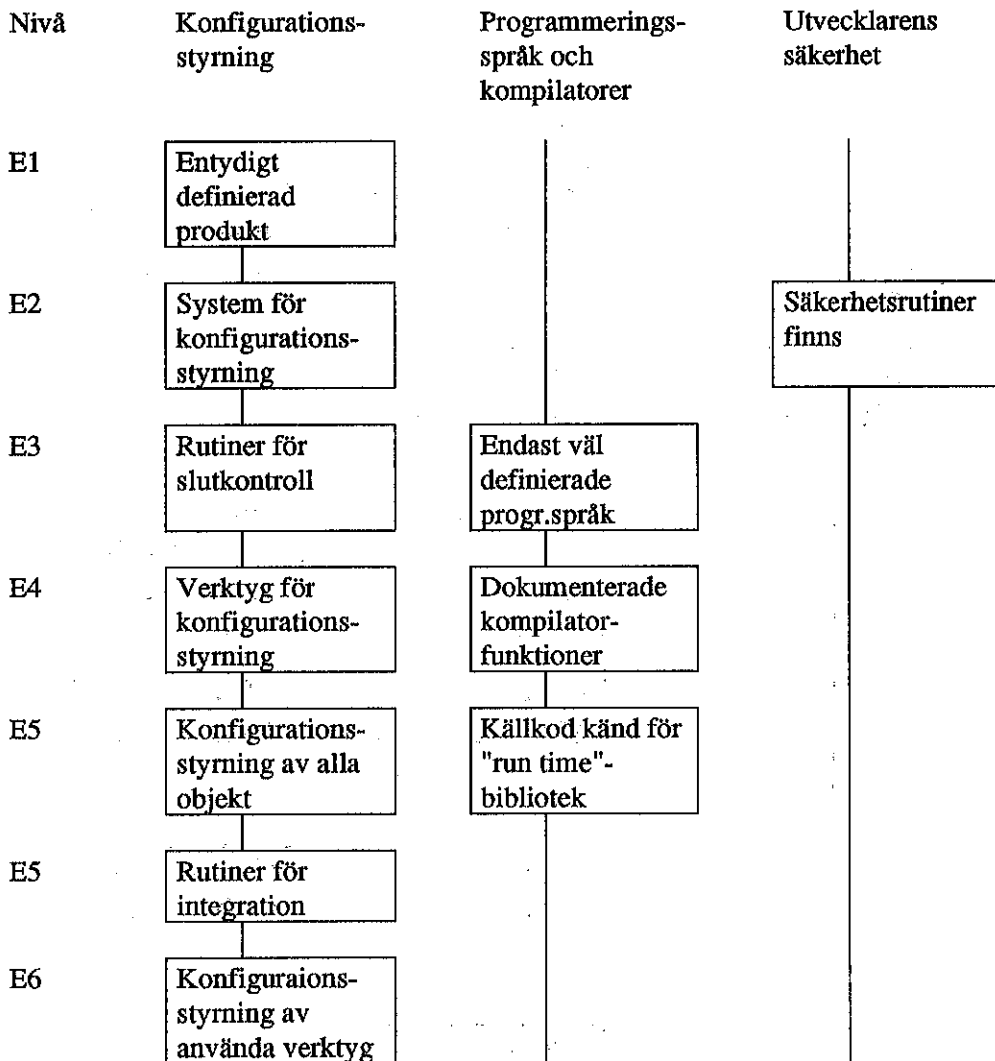 Nivå Konfigurations- Programmerings- Utvecklarens
styrning språk och säkerhet
kompilatorer
E1 Entydigt
definierad
produkt
E2 System för Säkerhetsrutiner
konfigurations- finns
styrning
E3 Rutiner för Endast väl
slutkontroll definierade
progr.språk
E4 Verktyg för Dokumenterade
konfigurations- kompilator-
styrning funktioner
E5 Konfigurations- Källkod känd för
styrning av alla "run time"-
objekt bibliotek
E5 Rutiner för
integration
E6 Konfiguraions-
styrning av
använda verktyg